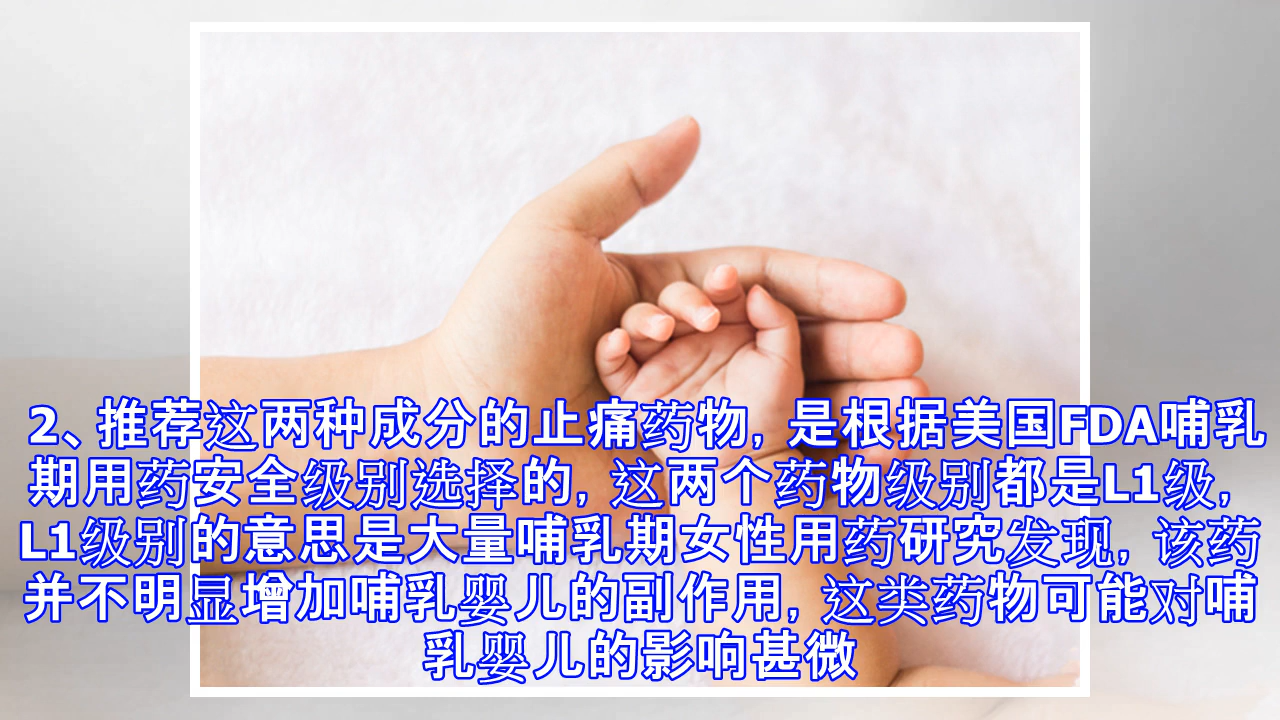 2、推荐这两种成分的止痛药物, 是根据美国FDA哺乳
期用药安全级别选择的, 这两个药物级别都是L1级,
L1级别的意思是大量哺乳期女性用药研究发现, 该药
并不明显增加哺乳婴儿的副作用, 这类药物可能对哺
乳婴儿的影响甚微